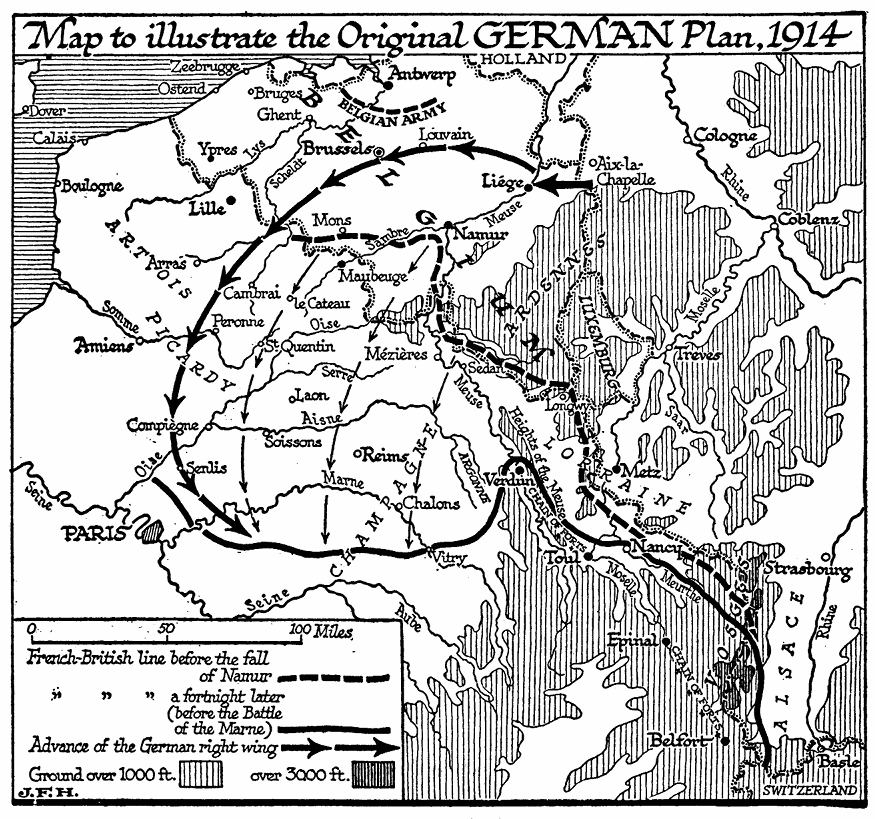 Map to illustrate the Original GERMAN Plan, 1914
HOLLAND
Zeebrugge
Antwerp
Ostend
Bruges
BELGIUM
BELGIAN ARMY
Dover
Ghent
Calais
Cologne
Ypres
Lys
Scheldt
Brussels
Louvain
Aix-la-
Chapelle
Rhine
Boulogne
Liége
Lille
Meuse
Coblenz
Mons
Sambre
Namur
ARTOIS
Arras
Maubeuge
ARDENNES
Moselle
Cambrai
le Cateau
LUXEMBURG
Somme
Peronne
Oise
PICARDY
Amiens
St. Quentin
Mézières
Treves
Serre
Sedan
Meuse
Laon
Longwy
Saar
Aisne
Compiègne
Soissons
Heights of the Meuse
LORRAINE
Oise
Senlis
Reims
ARGONNE
Verdun
Metz
Seine
Marne
CHAMPAGNE
Chalons
CHAIN OF FORTS
PARIS
Vitry
Nancy
Toul
Strasbourg
Seine
Aube
Moselle
Meurthe
VOSGES
ALSACE
Rhine
Epinal
CHAIN OF FORTS
Belfort
Basle
SWITZERLAND
0 50 100 Miles
French-British line before the fall
of Namur
" " " a fortnight later
(before the Battle
of the Marne)
Advance of the German right wing
Ground over 1000 ft. over 3000 ft.
J.F.H.